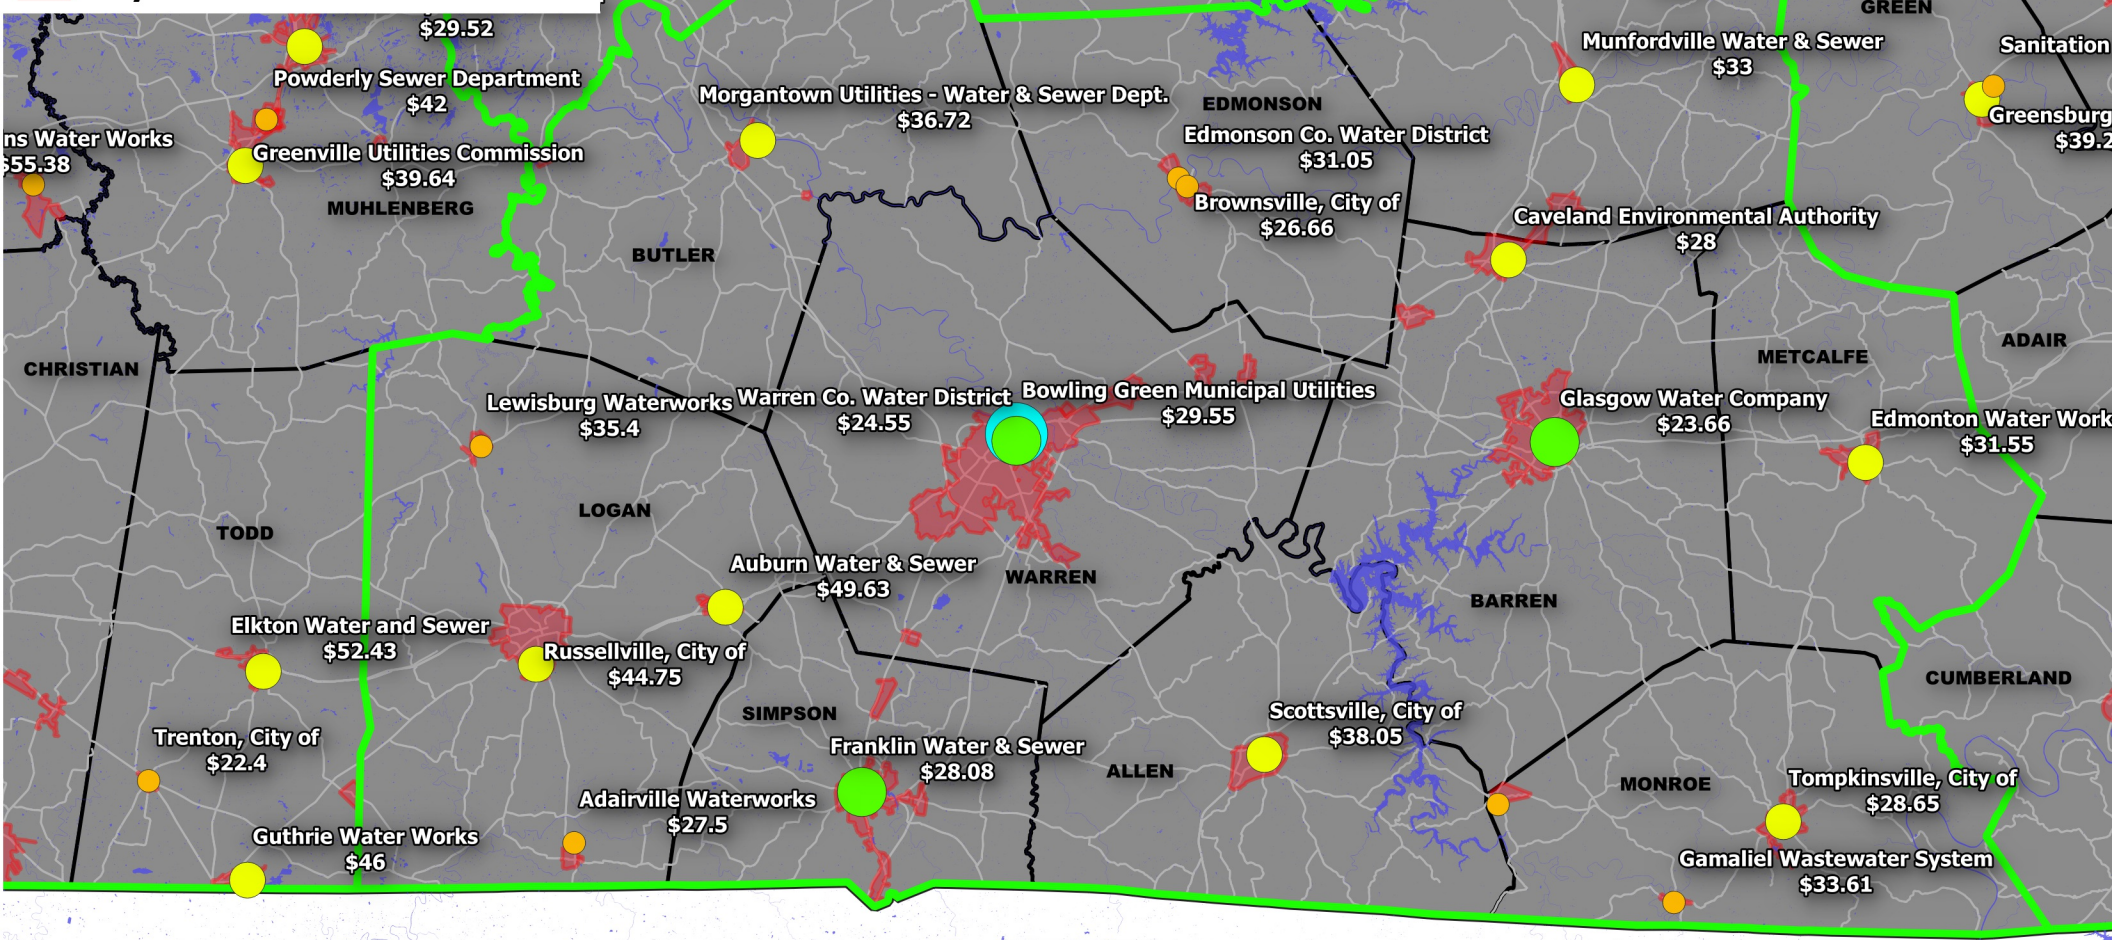 $29.52
GREEN
Munfordville Water & Sewer
$33
Sanitation
Powderly Sewer Department
$42
Morgantown Utilities - Water & Sewer Dept.
$36.72
EDMONSON
Edmonson Co. Water District
$31.05
Greensburg
$39.2
ns Water Works
$55.38
Greenville Utilities Commission
$39.64
MUHLENBERG
Brownsville, City of
$26.66
Caveland Environmental Authority
$28
BUTLER
CHRISTIAN
METCALFE
ADAIR
Lewisburg Waterworks
$35.4
Warren Co. Water District
$24.55
Bowling Green Municipal Utilities
$29.55
Glasgow Water Company
$23.66
Edmonton Water Work
$31.55
TODD
LOGAN
Auburn Water & Sewer
$49.63
WARREN
BARREN
Elkton Water and Sewer
$52.43
Russellville, City of
$44.75
CUMBERLAND
SIMPSON
Scottsville, City of
$38.05
Trenton, City of
$22.4
Franklin Water & Sewer
$28.08
ALLEN
MONROE
Tompkinsville, City of
$28.65
Adairville Waterworks
$27.5
Guthrie Water Works
$46
Gamaliel Wastewater System
$33.61